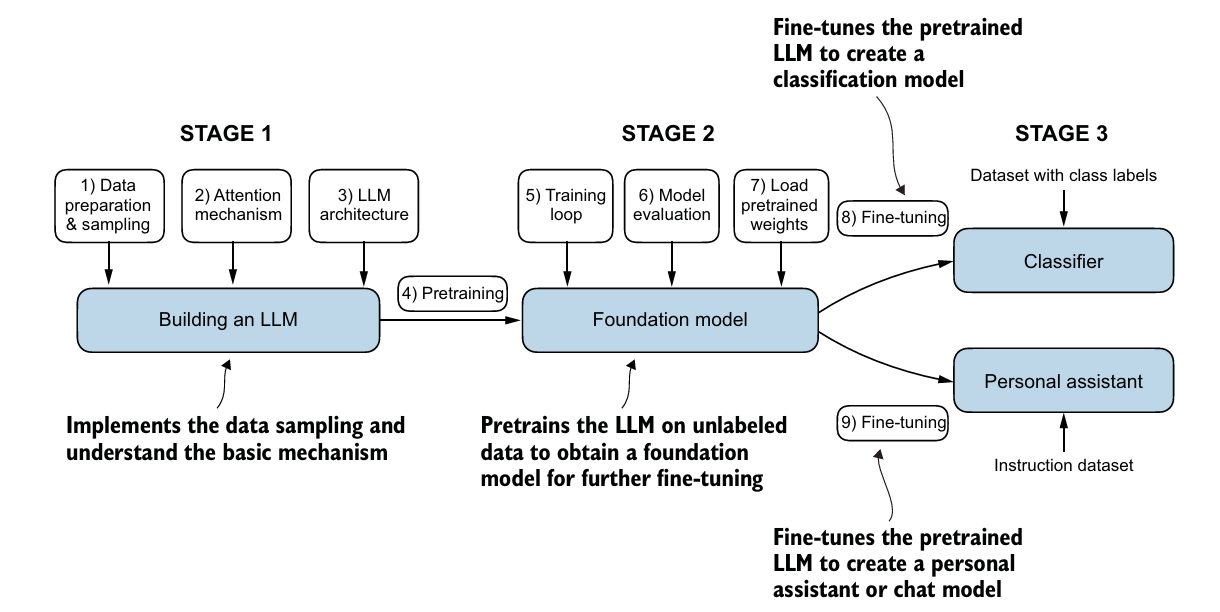 Fine-tunes the pretrained
LLM to create a
classification model
STAGE 1
STAGE 2
STAGE 3
1) Data
preparation
& sampling
2) Attention
mechanism
3) LLM
architecture
5) Training
loop
6) Model
evaluation
7) Load
pretrained
weights
8) Fine-tuning
Dataset with class labels
Classifier
4) Pretraining
Building an LLM
Foundation model
Personal assistant
Implements the data sampling and
understand the basic mechanism
Pretrains the LLM on unlabeled
data to obtain a foundation
model for further fine-tuning
9) Fine-tuning
Instruction dataset
Fine-tunes the pretrained
LLM to create a personal
assistant or chat model